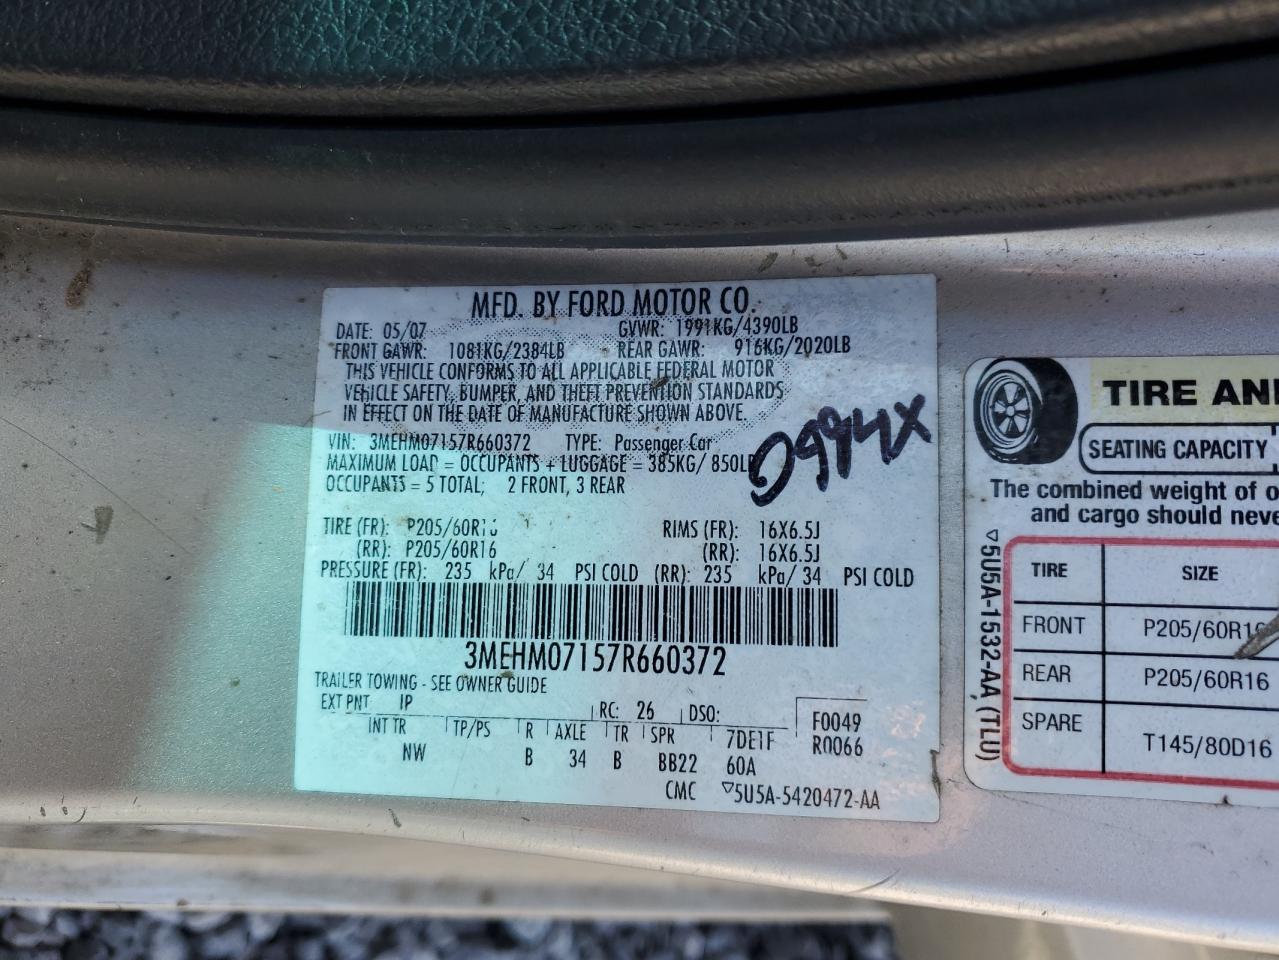 MFD. BY FORD MOTOR CO.
DATE: 05/07 GVWR: 1991KG/4390LB
FRONT GAWR: 1081KG/2384LB REAR GAWR: 916KG/2020LB
THIS VEHICLE CONFORMS TO ALL APPLICABLE FEDERAL MOTOR
VEHICLE SAFETY, BUMPER, AND THEFT PREVENTION STANDARDS
IN EFFECT ON THE DATE OF MANUFACTURE SHOWN ABOVE.
VIN: 3MEHM07157R660372 TYPE: Passenger Car
MAXIMUM LOAD = OCCUPANTS + LUGGAGE = 385KG/ 850LB
OCCUPANTS = 5 TOTAL; 2 FRONT, 3 REAR
TIRE (FR): P205/60R16 RIMS (FR): 16X6.5J
(RR): P205/60R16 (RR): 16X6.5J
PRESSURE (FR): 235 kPa/ 34 PSI COLD (RR): 235 kPa/ 34 PSI COLD
3MEHM07157R660372
TRAILER TOWING - SEE OWNER GUIDE
EXT PNT IP RC: 26 DSO: F0049
INT TR TP/PS R AXLE TR SPR 7DE1F R0066
NW B 34 B BB22 60A
CMC ▽5U5A-5420472-AA
TIRE AN
SEATING CAPACITY
The combined weight of o
and cargo should neve
▽5U5A-1532-AA (TLU)
TIRE SIZE
FRONT P205/60R16
REAR P205/60R16
SPARE T145/80D16